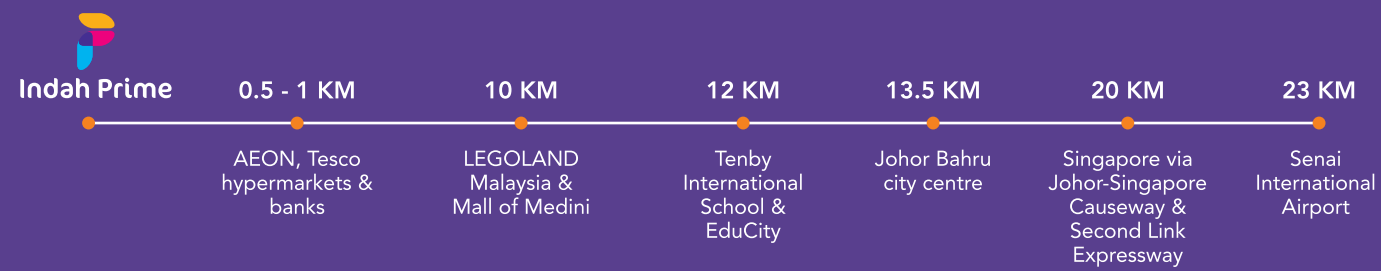 Indah Prime
0.5 - 1 KM
AEON, Tesco
hypermarkets &
banks
10 KM
LEGOLAND
Malaysia &
Mall of Medini
12 KM
Tenby
International
School &
EduCity
13.5 KM
Johor Bahru
city centre
20 KM
Singapore via
Johor-Singapore
Causeway &
Second Link
Expressway
23 KM
Senai
International
Airport